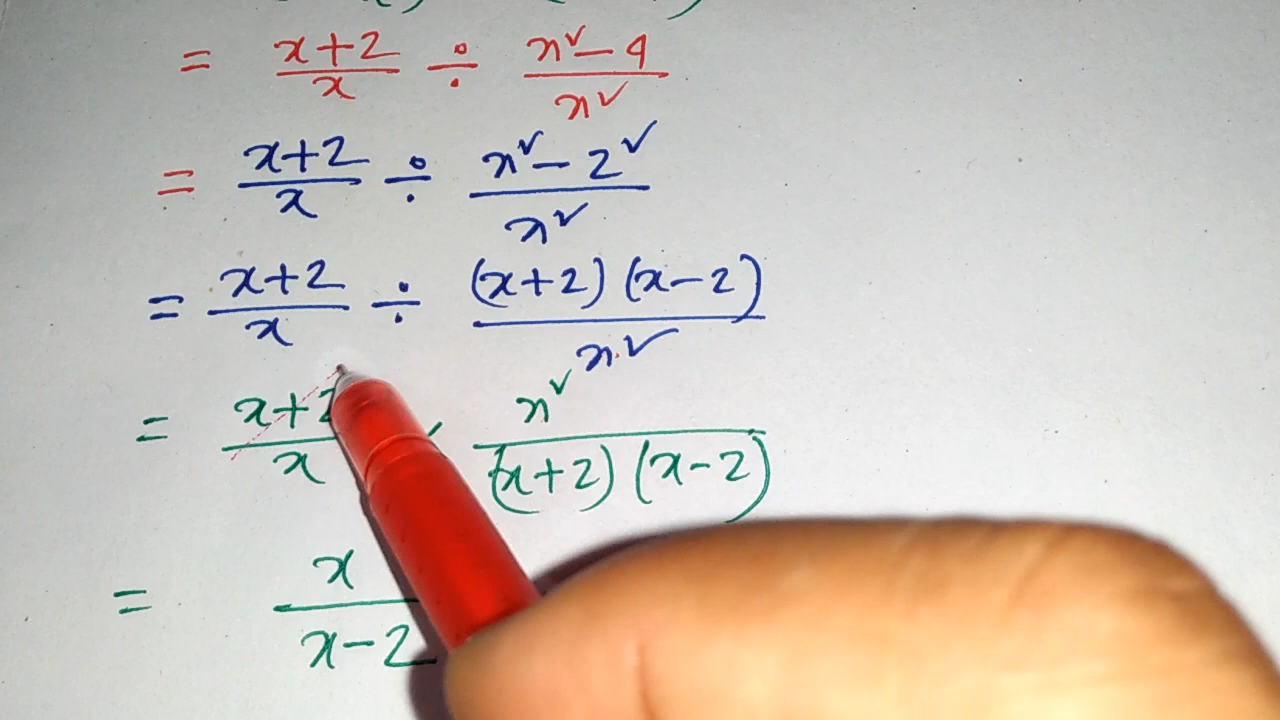 = x+2/x ÷ x²-4/x²
= x+2/x ÷ x²-2²/x²
= x+2/x ÷ (x+2)(x-2)/x²
= x+2/x × x²/(x+2)(x-2)
= x/x-2